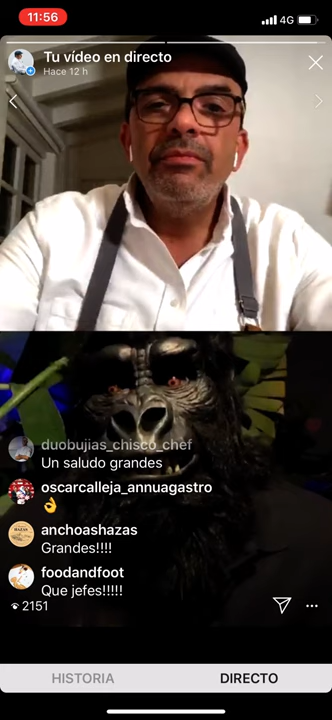 11:56
4G
Tu vídeo en directo
Hace 12 h
duobujias_chisco_chef
Un saludo grandes
oscarcalleja_annuagastro
👌
anchoashazas
Grandes!!!!
foodandfoot
Que jefes!!!!!
2151
HISTORIA
DIRECTO